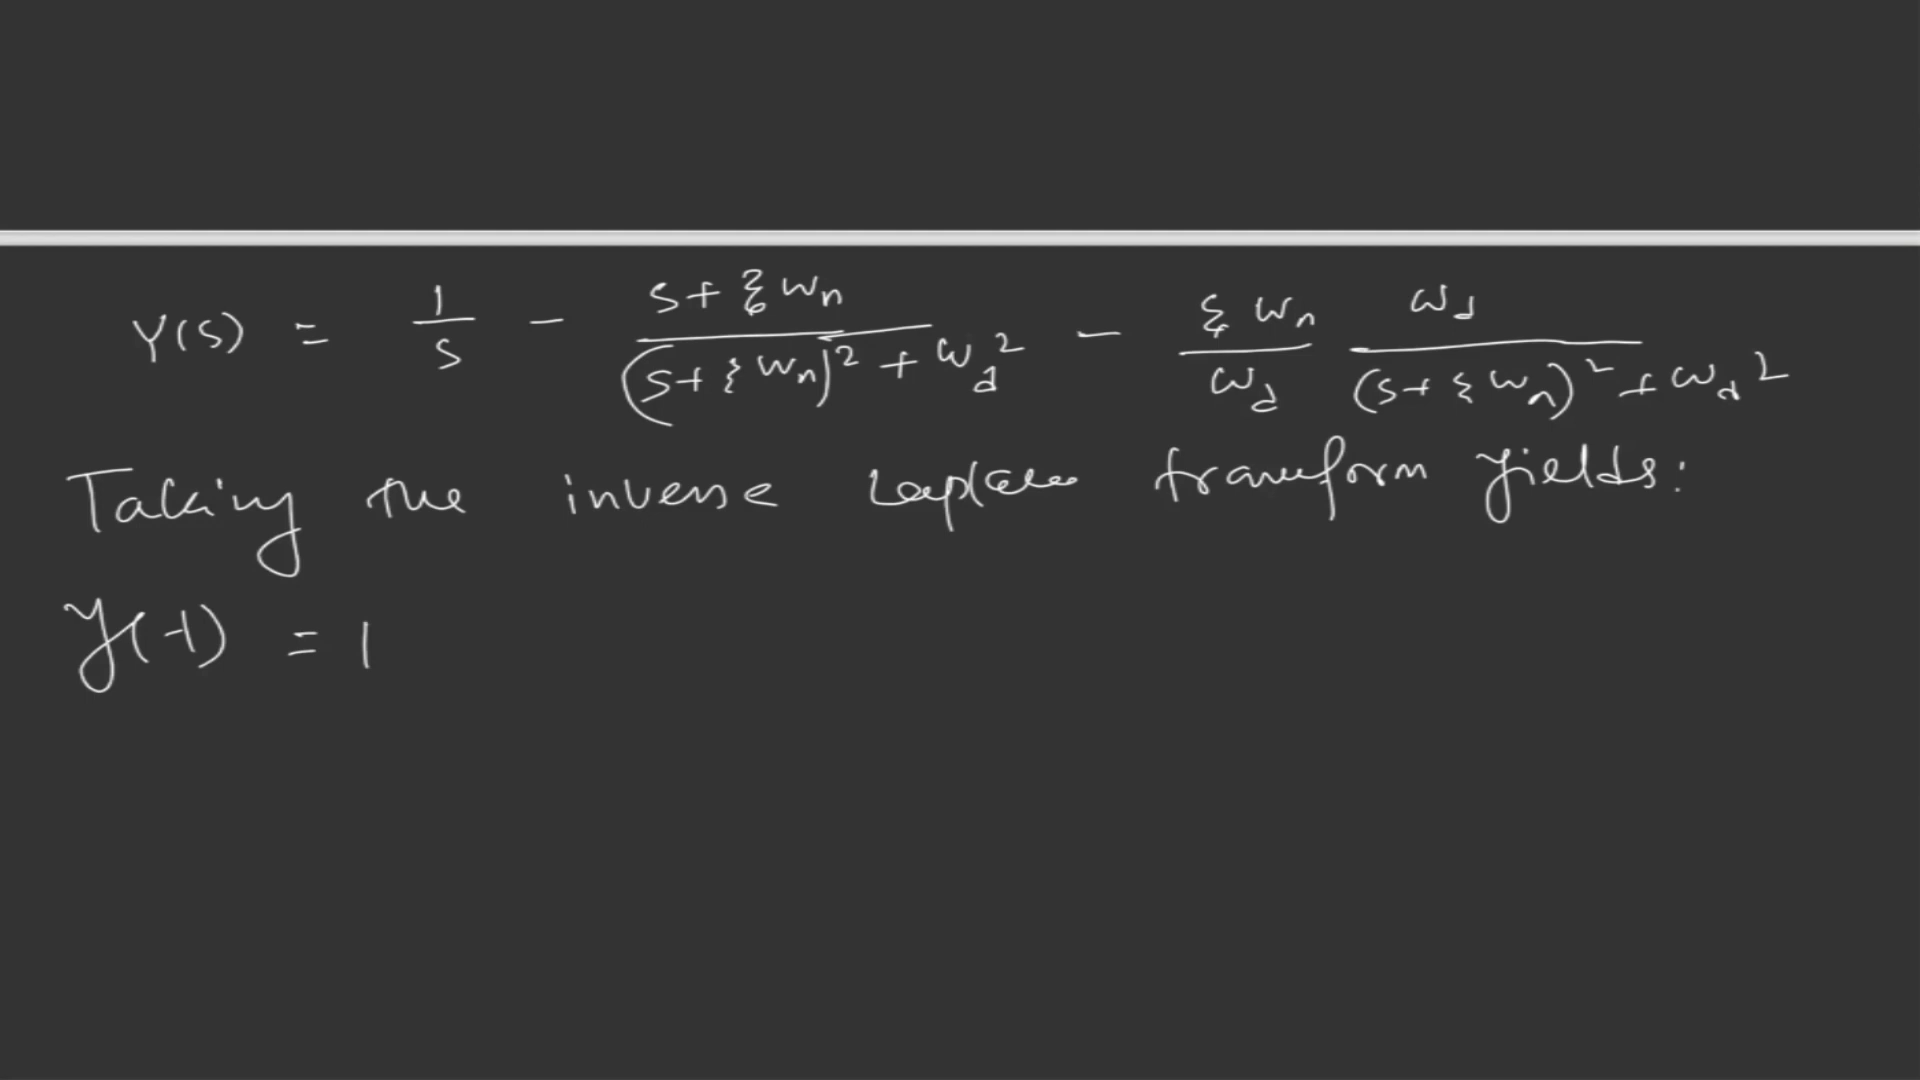 Y(s) = 1/s - (s+ξωn)/((s+ξωn)² + ωd²) - (ξωn/ωd) ωd/((s+ξωn)² + ωd²)
Taking the inverse Laplace transform yields:
y(t) = 1